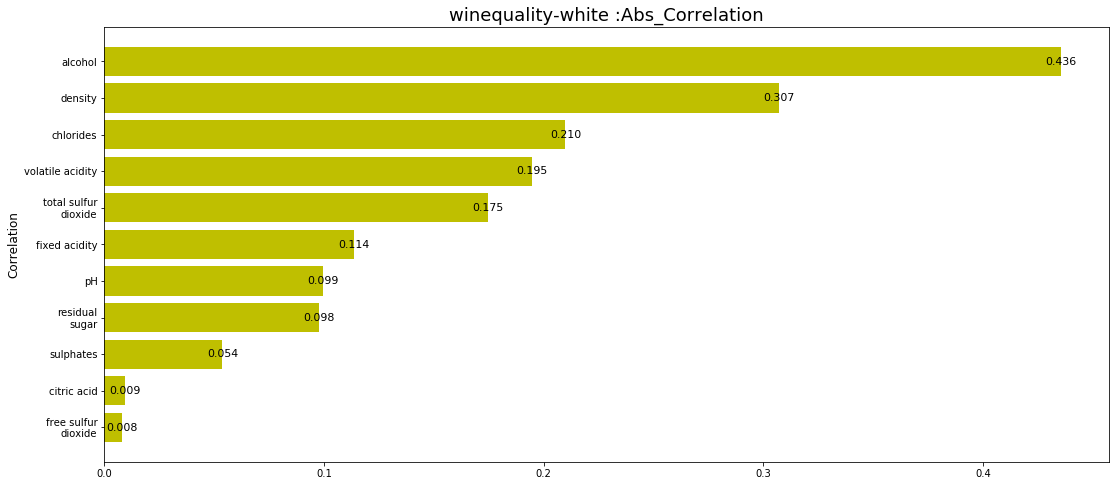 winequality-white :Abs_Correlation
Correlation
alcohol 0.436
density 0.307
chlorides 0.210
volatile acidity 0.195
total sulfur
dioxide 0.175
fixed acidity 0.114
pH 0.099
residual
sugar 0.098
sulphates 0.054
citric acid 0.009
free sulfur
dioxide 0.008
0.0 0.1 0.2 0.3 0.4